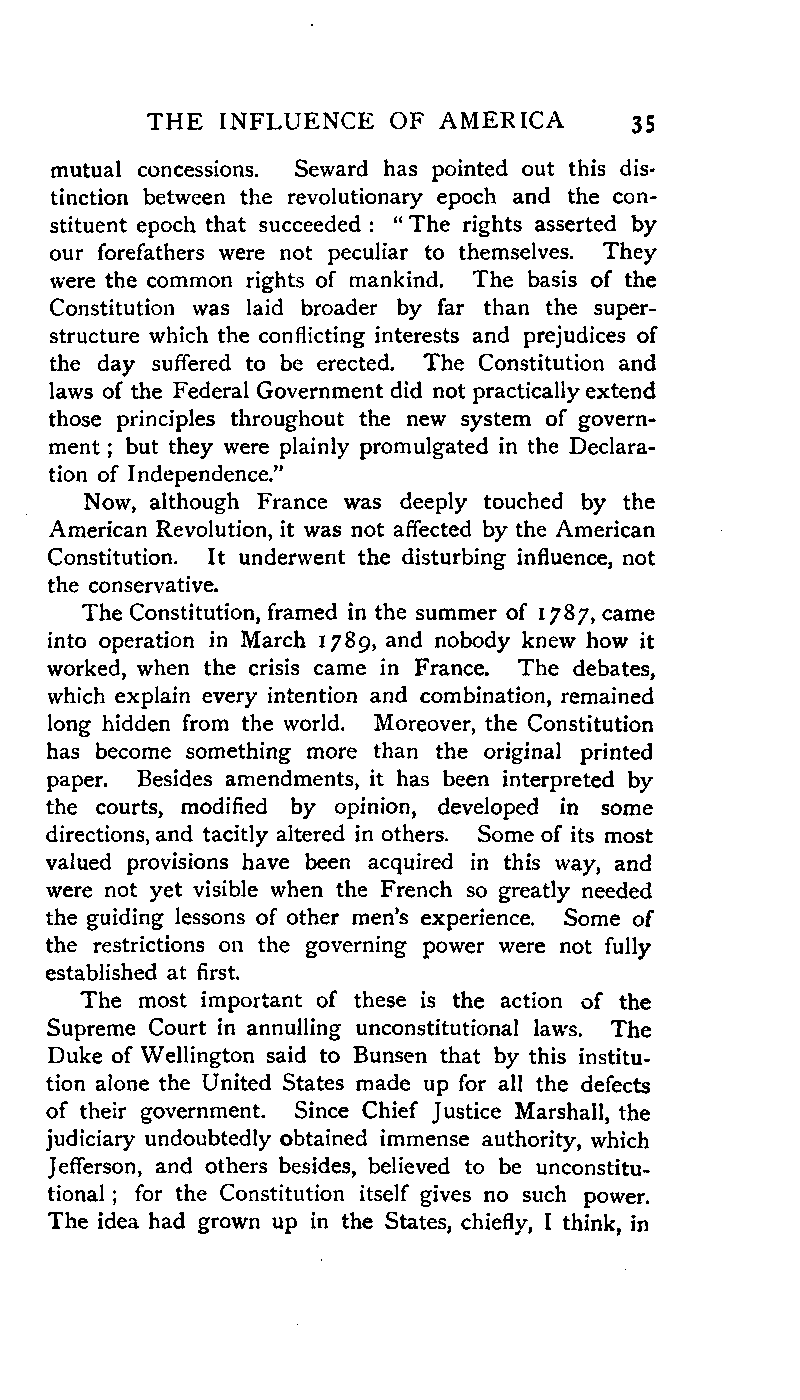 THE INFLUENCE OF AMERICA 35
mutual concessions. Seward has pointed out this dis-
tinction between the revolutionary epoch and the con-
stituent epoch that succeeded : “ The rights asserted by
our forefathers were not peculiar to themselves. They
were the common rights of mankind. The basis of the
Constitution was laid broader by far than the super-
structure which the conflicting interests and prejudices of
the day suffered to be erected. The Constitution and
laws of the Federal Government did not practically extend
those principles throughout the new system of govern-
ment ; but they were plainly promulgated in the Declara-
tion of Independence.”
Now, although France was deeply touched by the
American Revolution, it was not affected by the American
Constitution. It underwent the disturbing influence, not
the conservative.
The Constitution, framed in the summer of 1787, came
into operation in March 1789, and nobody knew how it
worked, when the crisis came in France. The debates,
which explain every intention and combination, remained
long hidden from the world. Moreover, the Constitution
has become something more than the original printed
paper. Besides amendments, it has been interpreted by
the courts, modified by opinion, developed in some
directions, and tacitly altered in others. Some of its most
valued provisions have been acquired in this way, and
were not yet visible when the French so greatly needed
the guiding lessons of other men’s experience. Some of
the restrictions on the governing power were not fully
established at first.
The most important of these is the action of the
Supreme Court in annulling unconstitutional laws. The
Duke of Wellington said to Bunsen that by this institu-
tion alone the United States made up for all the defects
of their government. Since Chief Justice Marshall, the
judiciary undoubtedly obtained immense authority, which
Jefferson, and others besides, believed to be unconstitu-
tional ; for the Constitution itself gives no such power.
The idea had grown up in the States, chiefly, I think, in